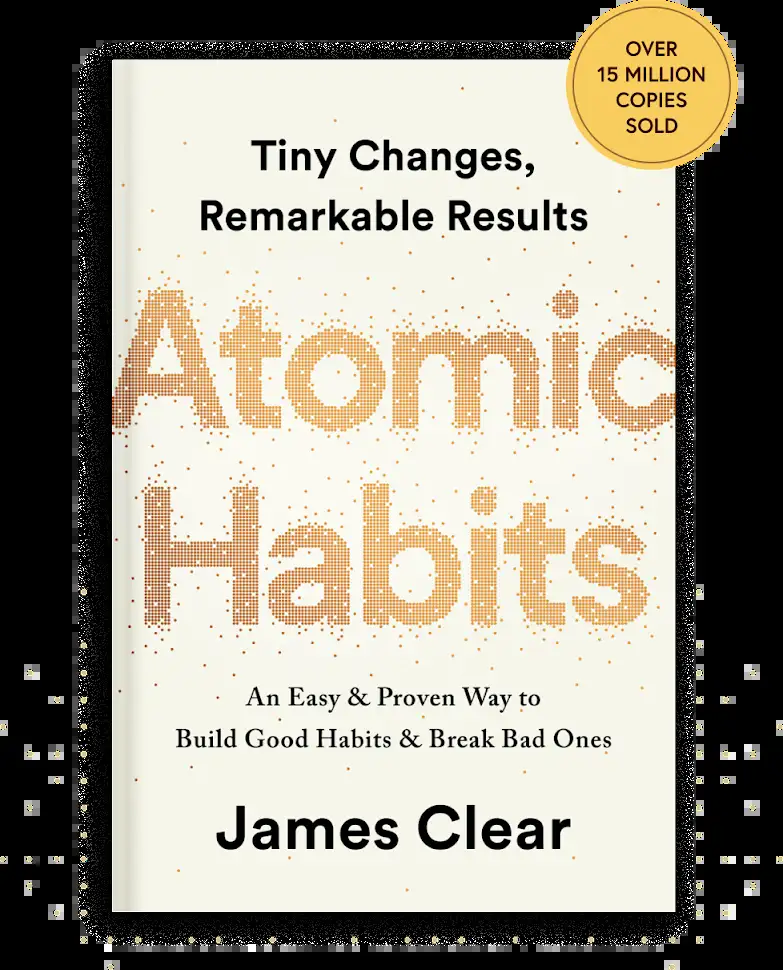 OVER
15 MILLION
COPIES
SOLD
Tiny Changes,
Remarkable Results
Atomic
Habits
An Easy & Proven Way to
Build Good Habits & Break Bad Ones
James Clear